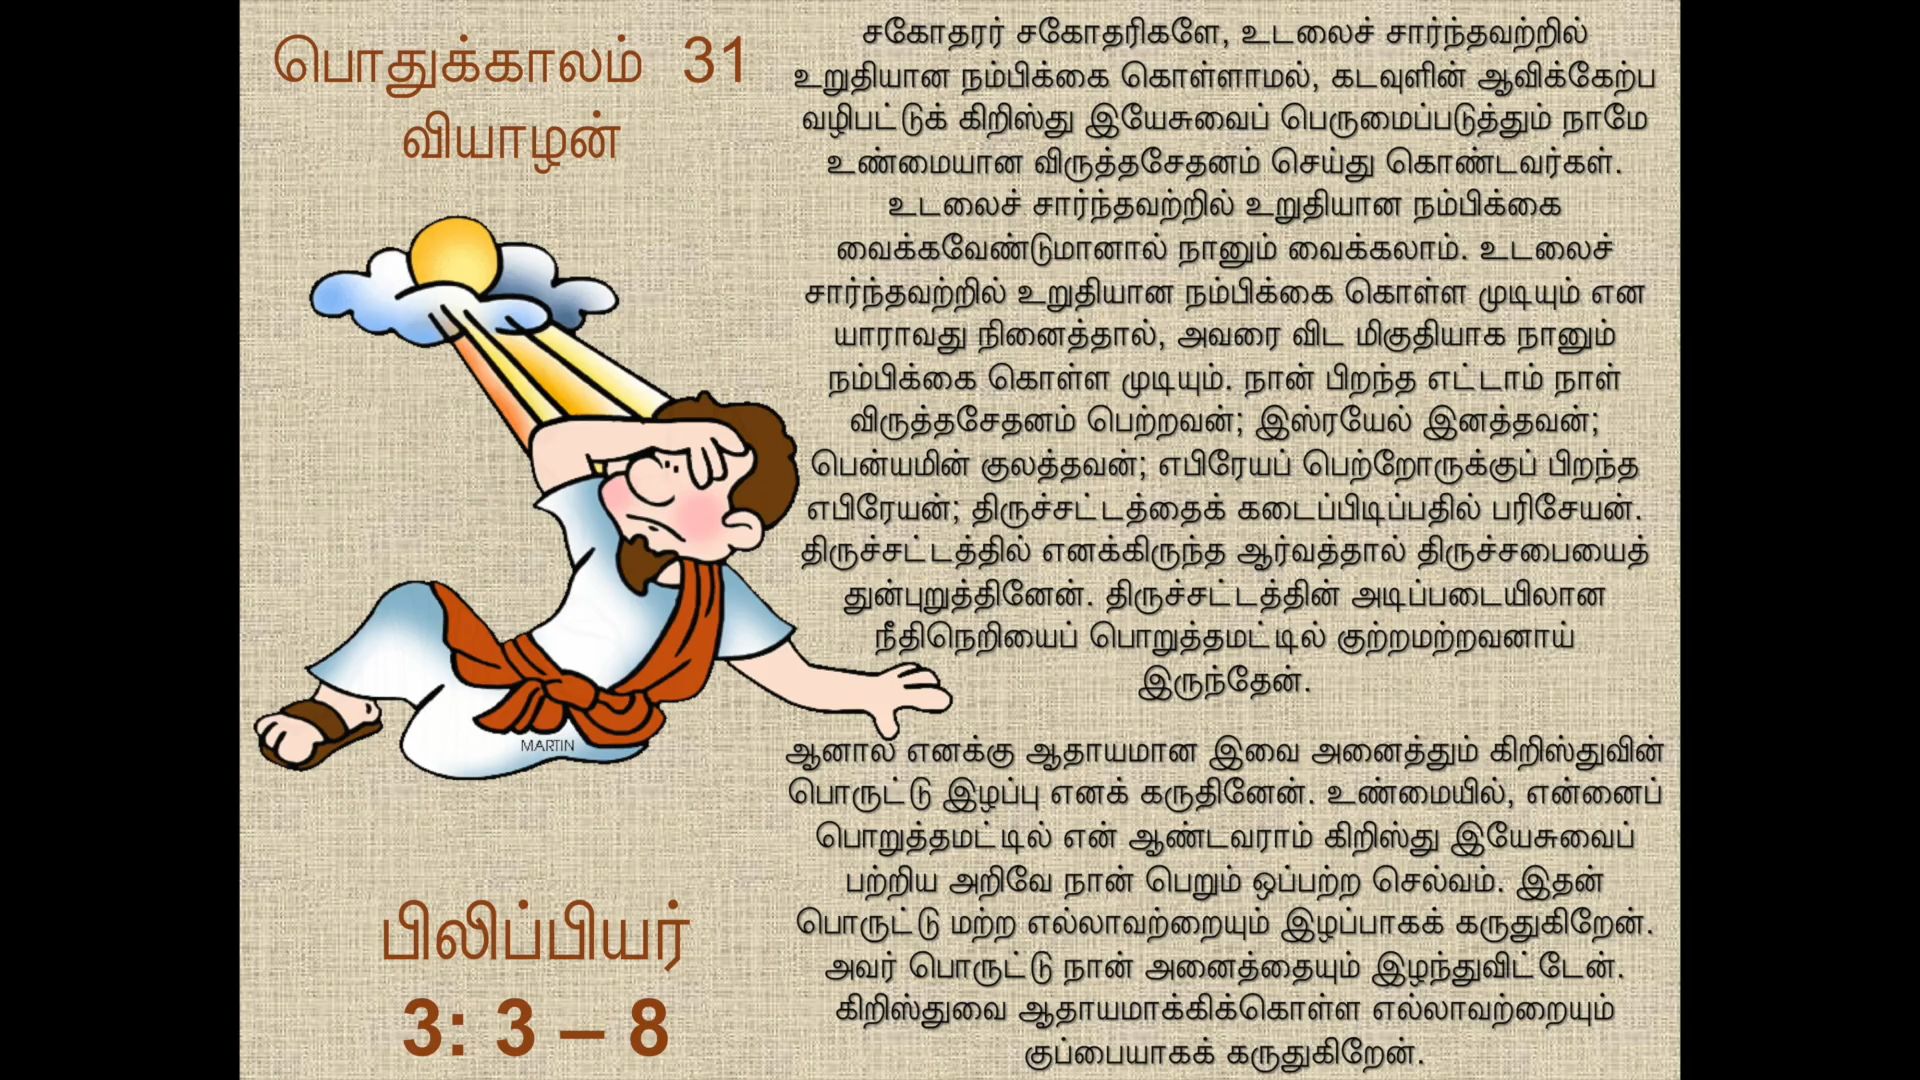 பொதுக்காலம் 31
வியாழன்
சகோதரர் சகோதரிகளே, உடலைச் சார்ந்தவற்றில்
உறுதியான நம்பிக்கை கொள்ளாமல், கடவுளின் ஆவிக்கேற்ப
வழிபட்டுக் கிறிஸ்து இயேசுவைப் பெருமைப்படுத்தும் நாமே
உண்மையான விருத்தசேதனம் செய்து கொண்டவர்கள்.
உடலைச் சார்ந்தவற்றில் உறுதியான நம்பிக்கை
வைக்கவேண்டுமானால் நானும் வைக்கலாம். உடலைச்
சார்ந்தவற்றில் உறுதியான நம்பிக்கை கொள்ள முடியும் என
யாராவது நினைத்தால், அவரை விட மிகுதியாக நானும்
நம்பிக்கை கொள்ள முடியும். நான் பிறந்த எட்டாம் நாள்
விருத்தசேதனம் பெற்றவன்; இஸ்ரயேல் இனத்தவன்;
பென்யமின் குலத்தவன்; எபிரேயப் பெற்றோருக்குப் பிறந்த
எபிரேயன்; திருச்சட்டத்தைக் கடைப்பிடிப்பதில் பரிசேயன்.
திருச்சட்டத்தில் எனக்கிருந்த ஆர்வத்தால் திருச்சபையைத்
துன்புறுத்தினேன். திருச்சட்டத்தின் அடிப்படையிலான
நீதிநெறியைப் பொறுத்தமட்டில் குற்றமற்றவனாய்
இருந்தேன்.
ஆனால் எனக்கு ஆதாயமான இவை அனைத்தும் கிறிஸ்துவின்
பொருட்டு இழப்பு எனக் கருதினேன். உண்மையில், என்னைப்
பொறுத்தமட்டில் என் ஆண்டவராம் கிறிஸ்து இயேசுவைப்
பற்றிய அறிவே நான் பெறும் ஒப்பற்ற செல்வம். இதன்
பொருட்டு மற்ற எல்லாவற்றையும் இழப்பாகக் கருதுகிறேன்.
அவர் பொருட்டு நான் அனைத்தையும் இழந்துவிட்டேன்.
கிறிஸ்துவை ஆதாயமாக்கிக்கொள்ள எல்லாவற்றையும்
குப்பையாகக் கருதுகிறேன்.
MARTIN
பிலிப்பியர்
3: 3 – 8